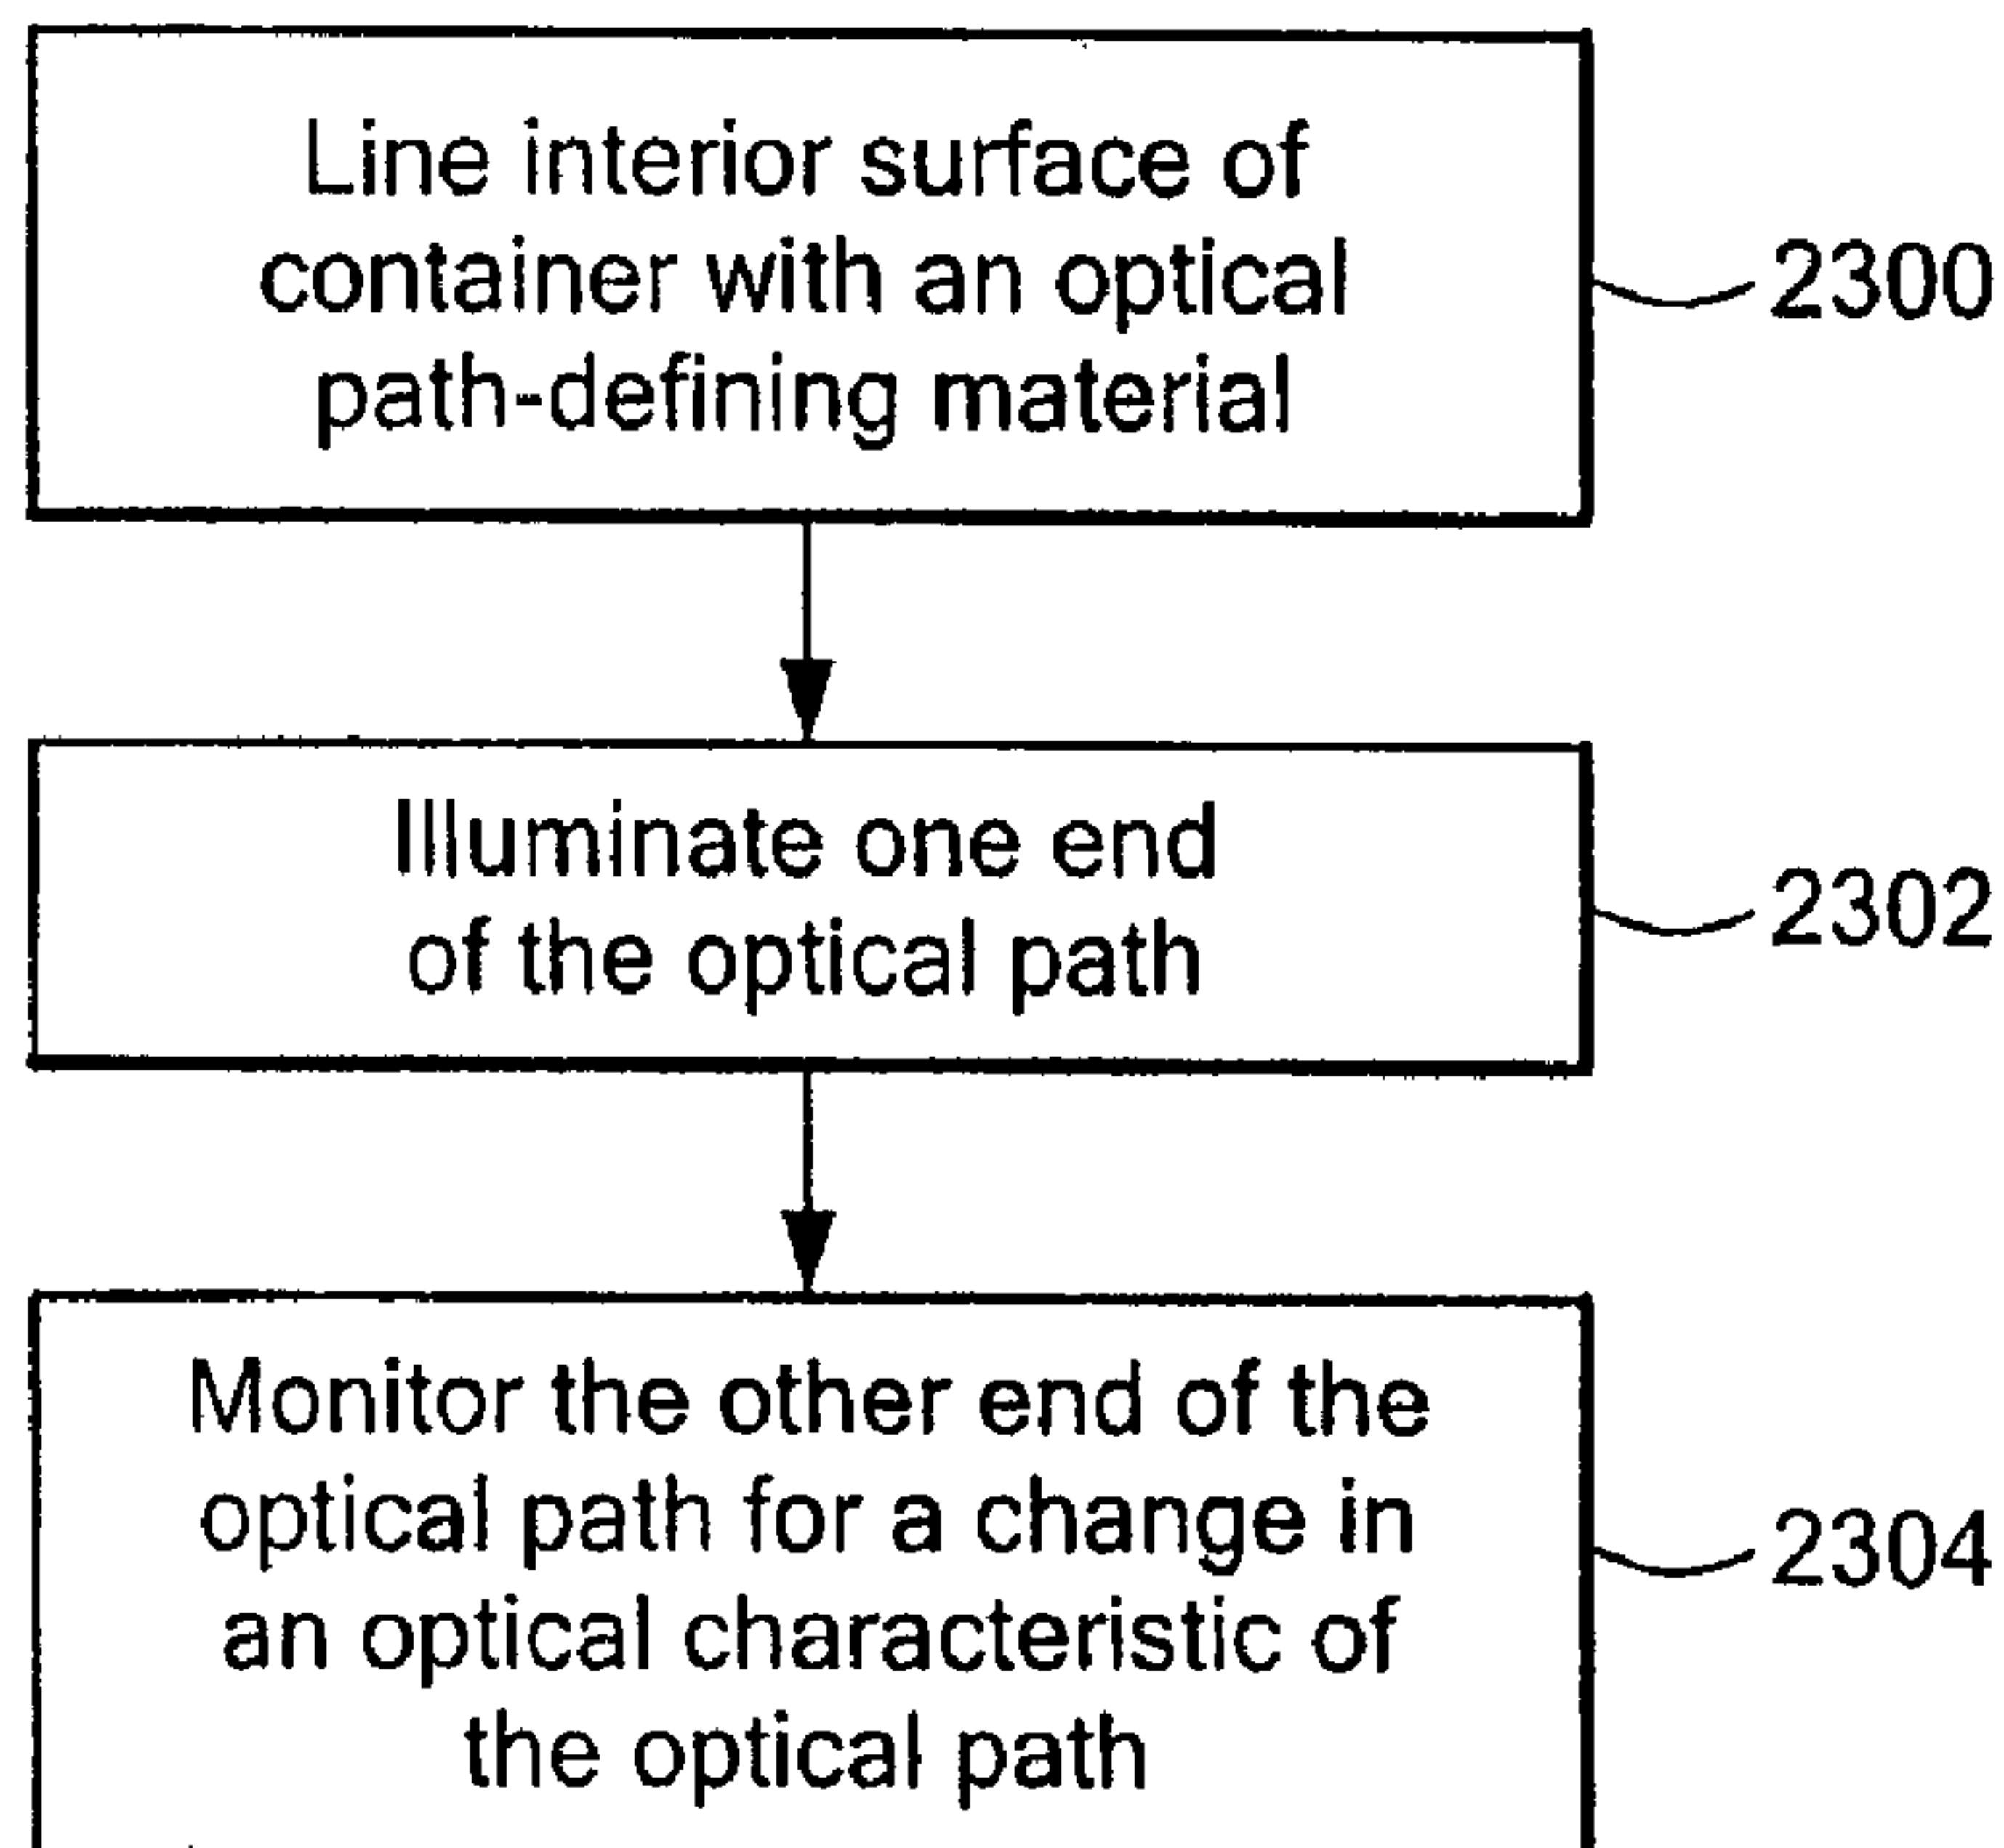 Line interior surface of
container with an optical
path-defining material
2300
Illuminate one end
of the optical path
2302
Monitor the other end of the
optical path for a change in
an optical characteristic of
the optical path
2304